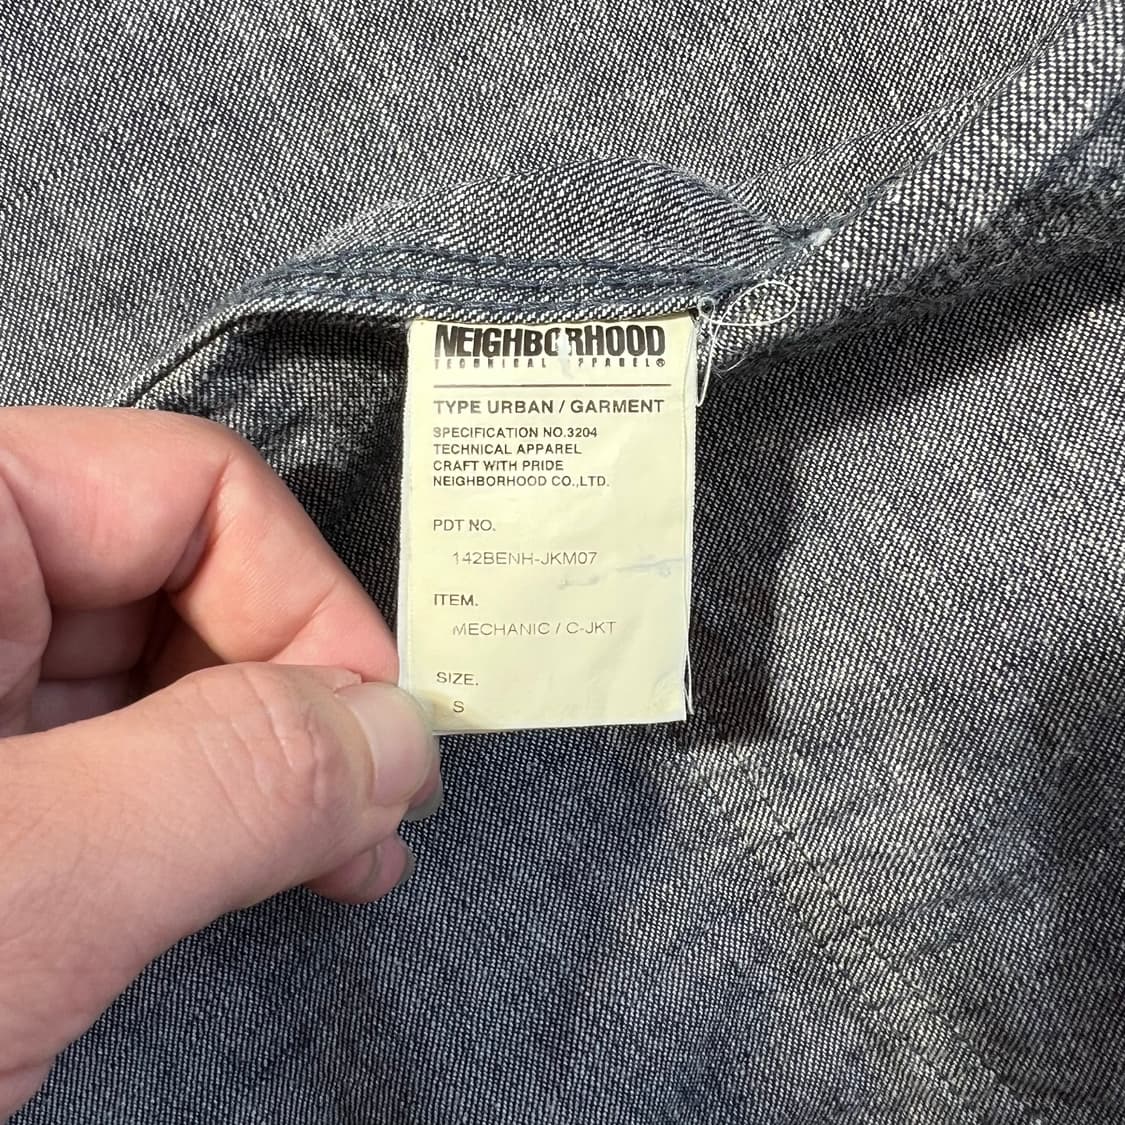 NEIGHBORHOOD
TECHNICAL APPAREL®
TYPE URBAN / GARMENT
SPECIFICATION NO.3204
TECHNICAL APPAREL
CRAFT WITH PRIDE
NEIGHBORHOOD CO.,LTD.
PDT NO.
142BENH-JKM07
ITEM.
MECHANIC / C-JKT
SIZE.
S